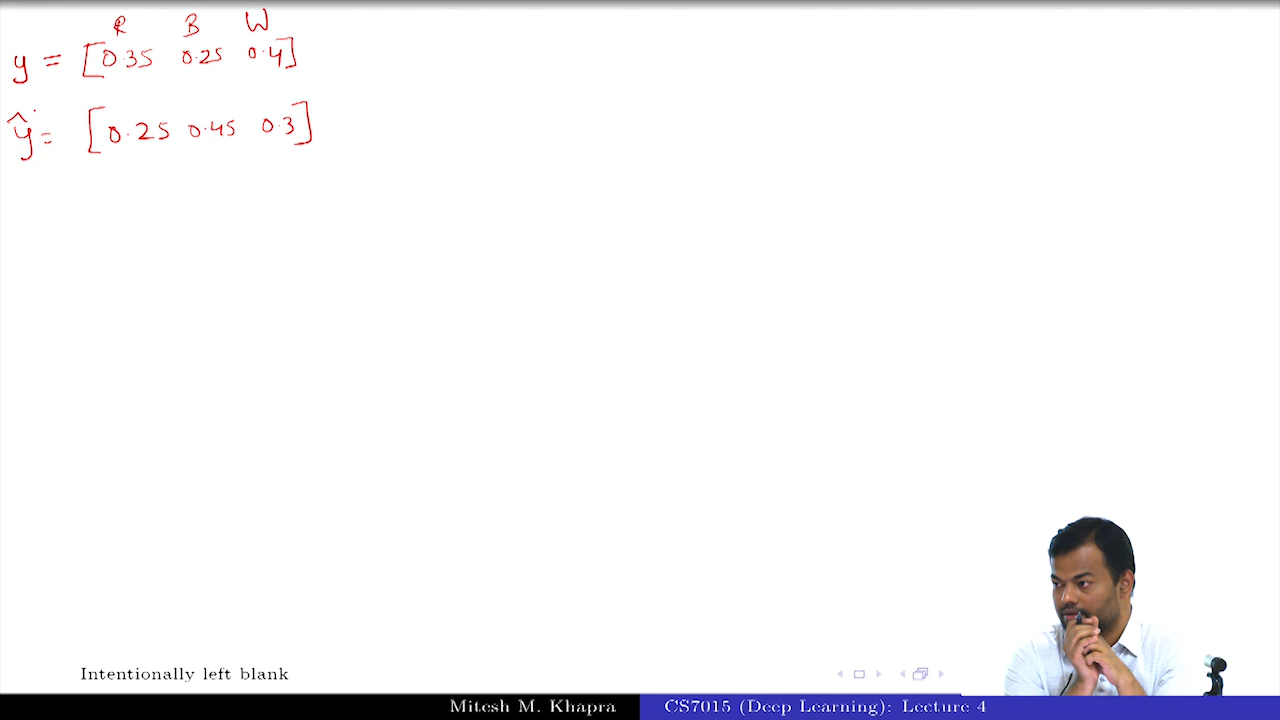 R B W
y = [0.35 0.25 0.4]
ŷ = [0.25 0.45 0.3]
Intentionally left blank
Mitesh M. Khapra CS7015 (Deep Learning): Lecture 4